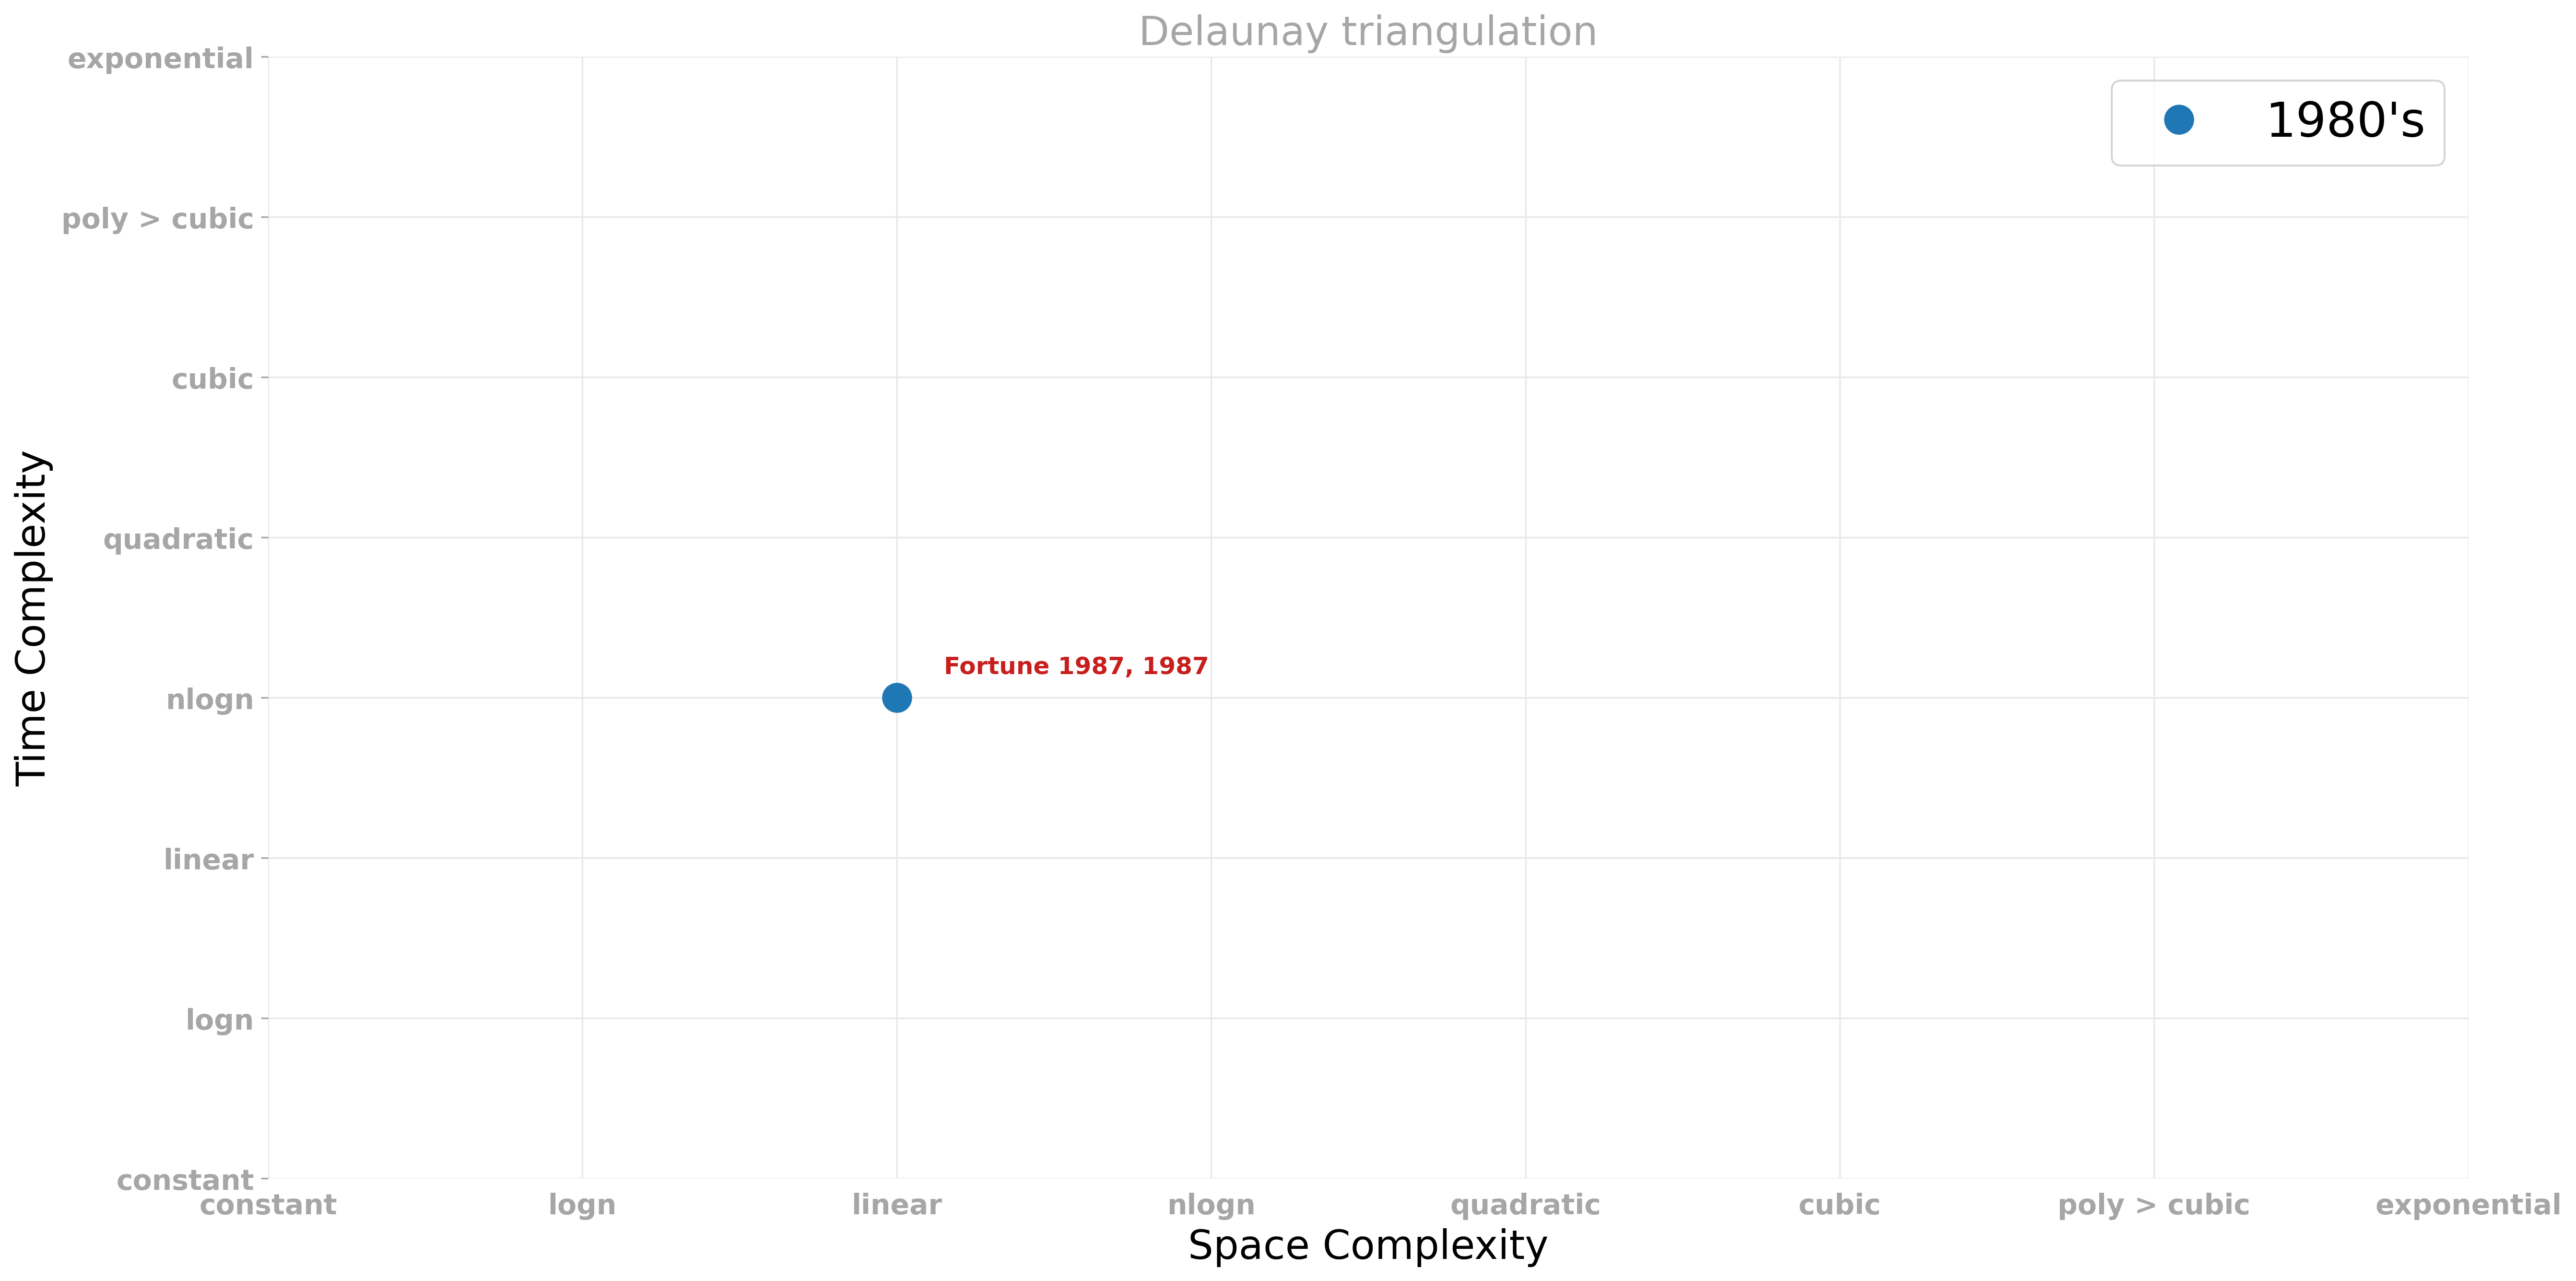 Delaunay triangulation
exponential
1980's
poly > cubic
cubic
quadratic
Time Complexity
Fortune 1987, 1987
nlogn
linear
logn
constant
constant logn linear nlogn quadratic cubic poly > cubic exponential
Space Complexity